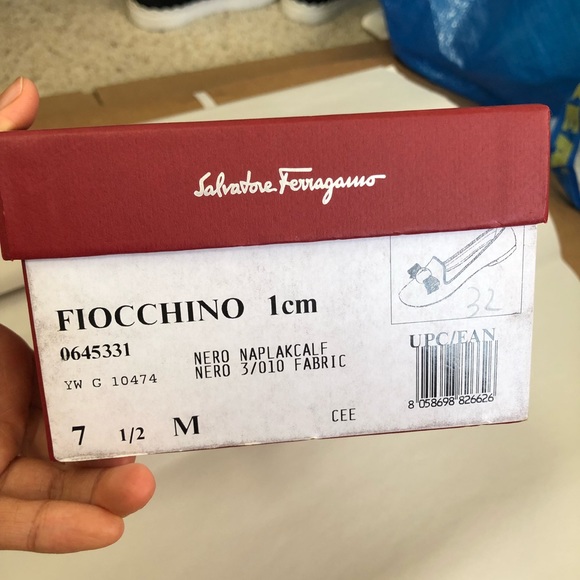 Salvatore Ferragamo
FIOCCHINO 1cm
0645331
NERO NAPLAKCALF
NERO 3/010 FABRIC
YW G 10474
7 1/2 M
CEE
32
UPC/EAN
8 058698 826626